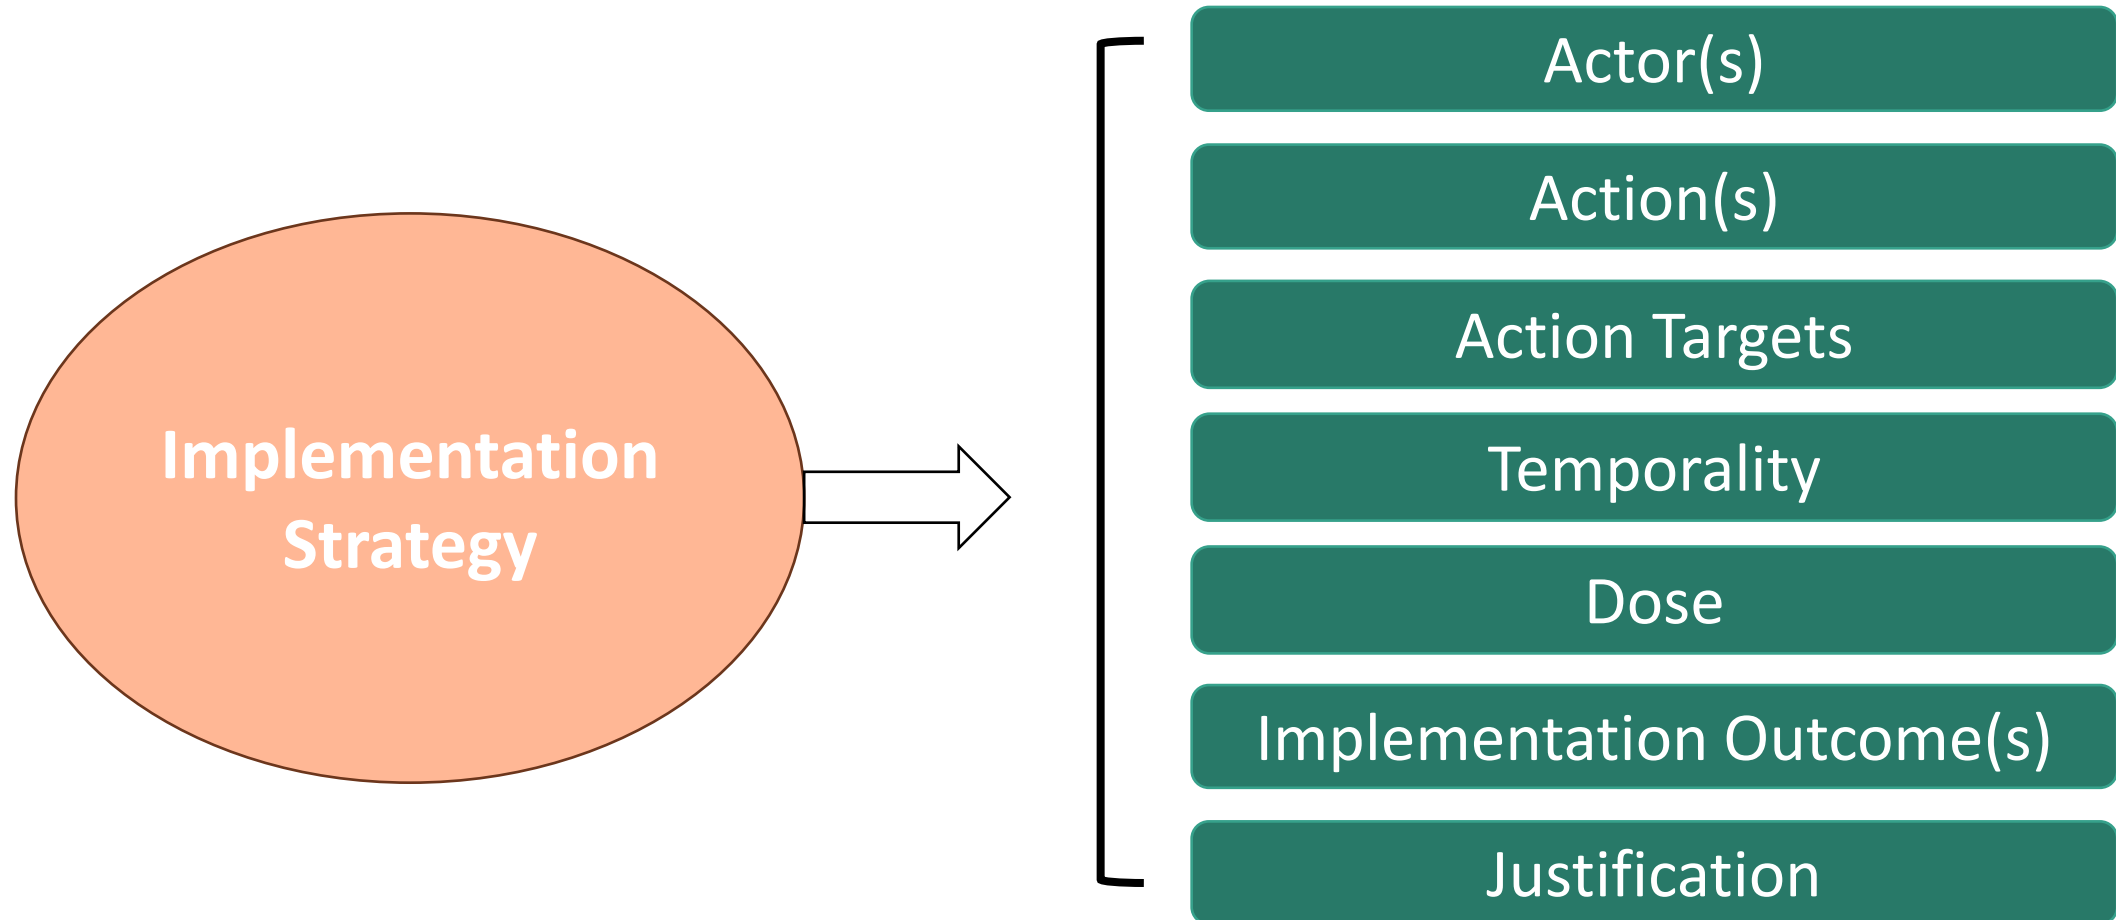 Implementation
Strategy
Actor(s)
Action(s)
Action Targets
Temporality
Dose
Implementation Outcome(s)
Justification